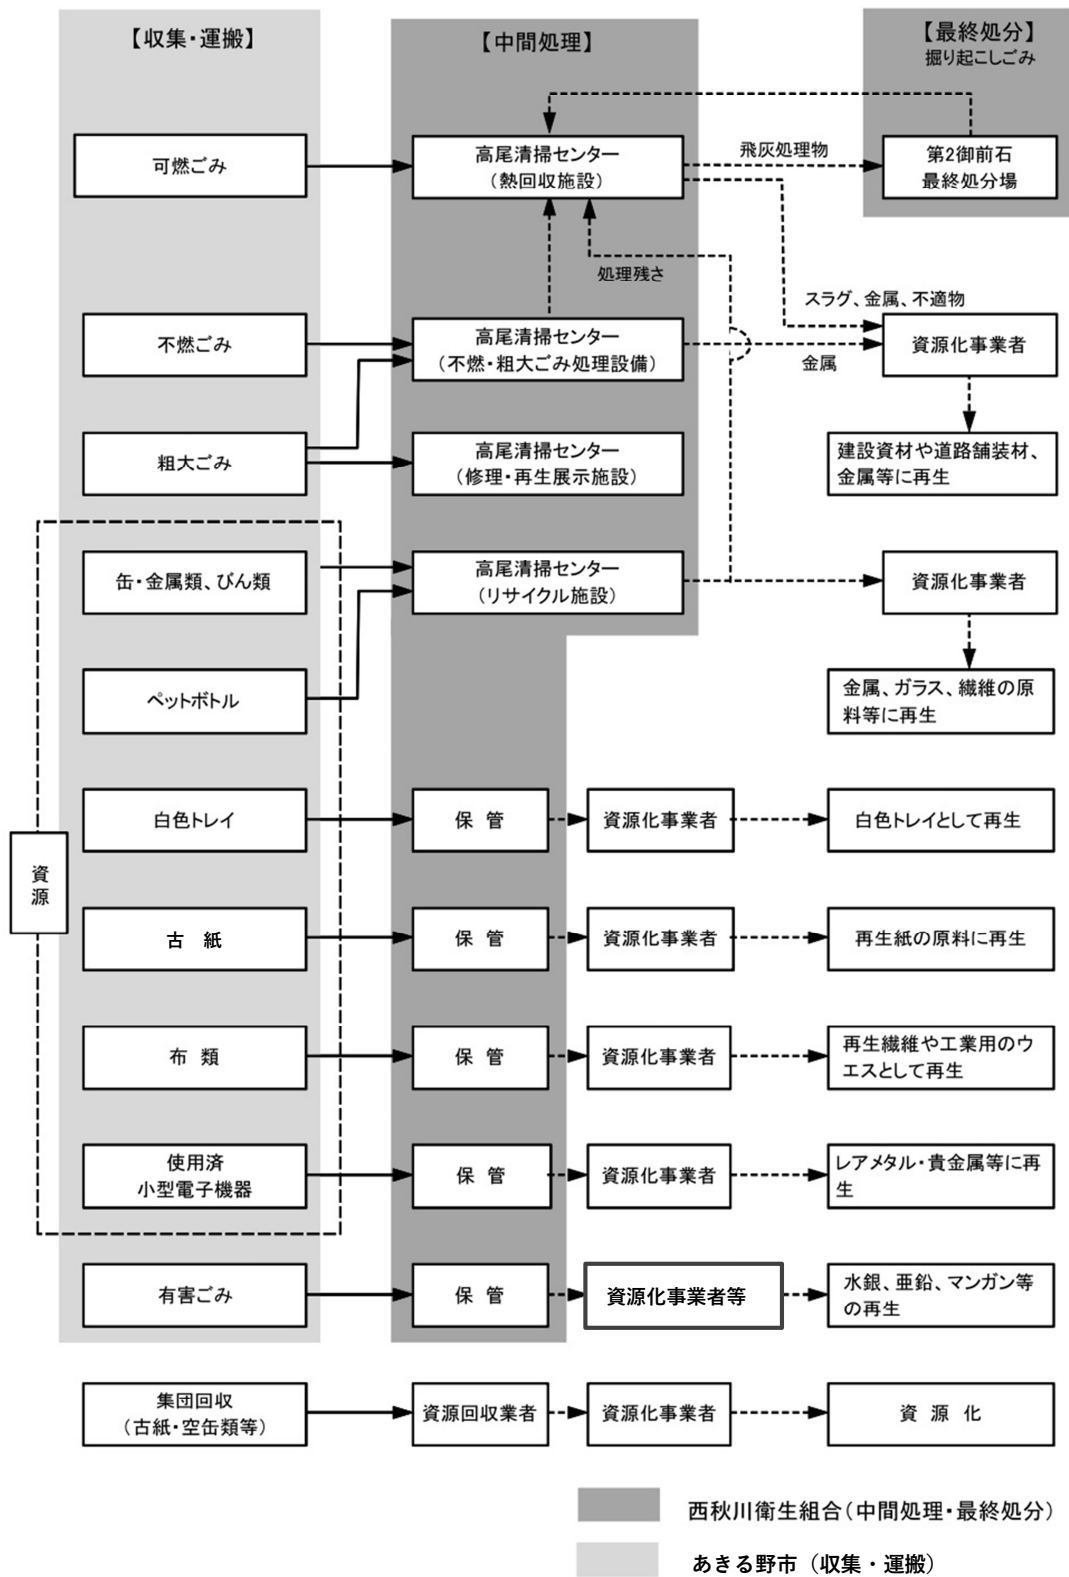 【収集・運搬】
【中間処理】
【最終処分】
掘り起こしごみ
可燃ごみ
高尾清掃センター
（熱回収施設）
飛灰処理物
第2御前石
最終処分場
処理残さ
スラグ、金属、不適物
不燃ごみ
高尾清掃センター
（不燃・粗大ごみ処理設備）
金属
資源化事業者
粗大ごみ
高尾清掃センター
（修理・再生展示施設）
建設資材や道路舗装材、
金属等に再生
缶・金属類、びん類
高尾清掃センター
（リサイクル施設）
資源化事業者
ペットボトル
金属、ガラス、繊維の原
料等に再生
資源
白色トレイ
保 管
資源化事業者
白色トレイとして再生
古 紙
保 管
資源化事業者
再生紙の原料に再生
布 類
保 管
資源化事業者
再生繊維や工業用のウ
エスとして再生
使用済
小型電子機器
保 管
資源化事業者
レアメタル・貴金属等に再
生
有害ごみ
保 管
資源化事業者等
水銀、亜鉛、マンガン等
の再生
集団回収
（古紙・空缶類等）
資源回収業者
資源化事業者
資 源 化
西秋川衛生組合（中間処理・最終処分）
あきる野市（収集・運搬）